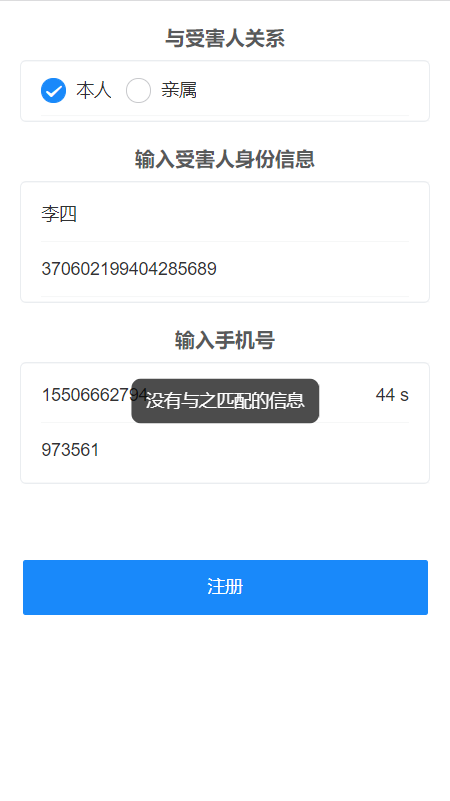 与受害人关系
本人 亲属
输入受害人身份信息
李四
370602199404285689
输入手机号
15506662794 44 s
没有与之匹配的信息
973561
注册